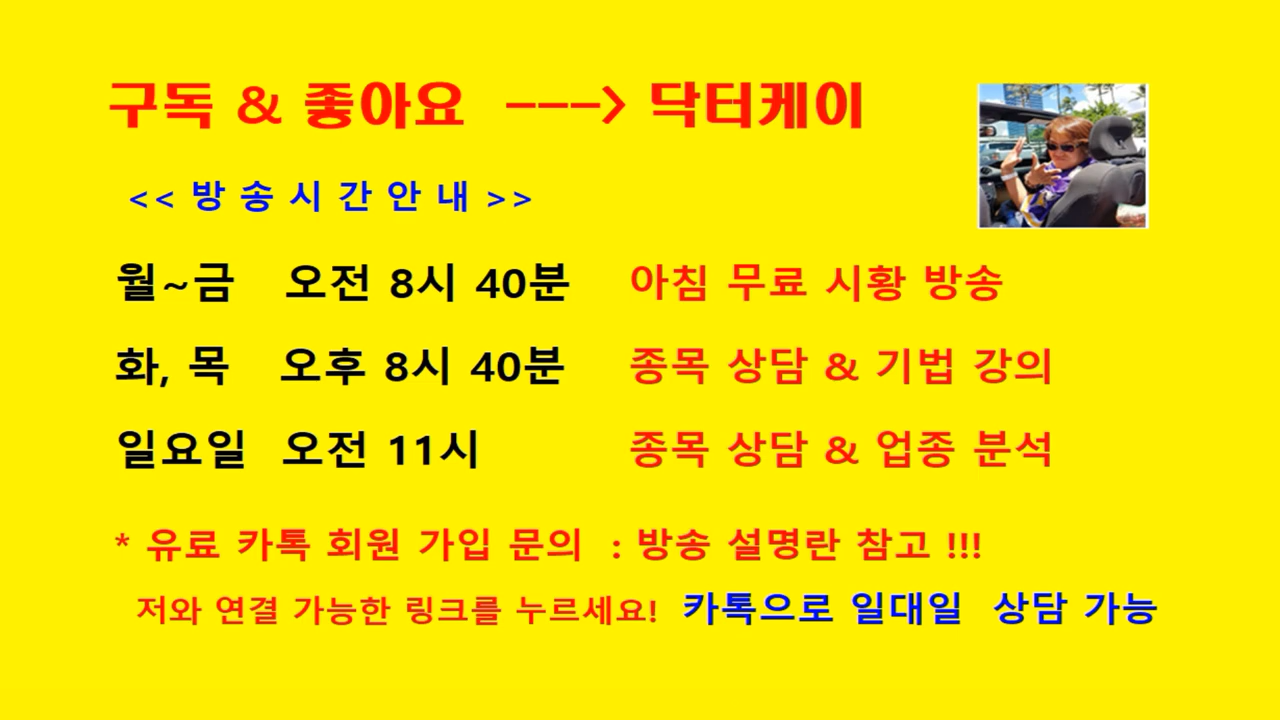 구독 & 좋아요 ---> 닥터케이
<< 방 송 시 간 안 내 >>
월~금 오전 8시 40분 아침 무료 시황 방송
화, 목 오후 8시 40분 종목 상담 & 기법 강의
일요일 오전 11시 종목 상담 & 업종 분석
* 유료 카톡 회원 가입 문의 : 방송 설명란 참고 !!!
저와 연결 가능한 링크를 누르세요! 카톡으로 일대일 상담 가능